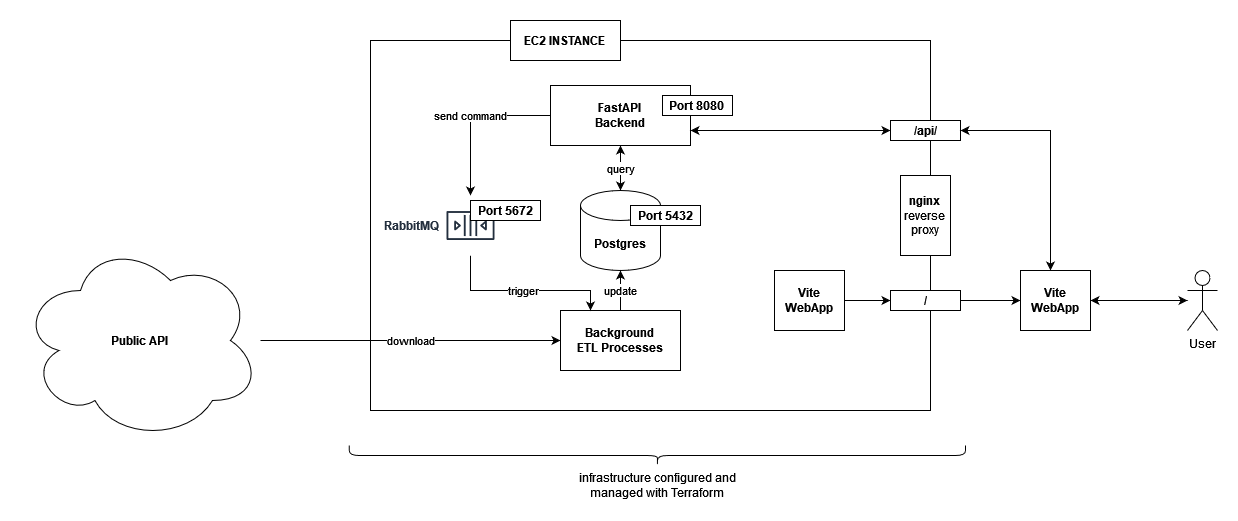 EC2 INSTANCE
FastAPI
Backend
Port 8080
send command
/api/
query
nginx
reverse
proxy
Port 5672
RabbitMQ
Port 5432
Postgres
trigger
update
Vite
WebApp
/
Vite
WebApp
User
Public API
download
Background
ETL Processes
infrastructure configured and
managed with Terraform